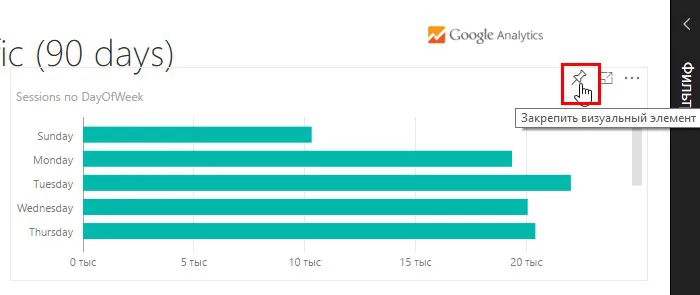 fic (90 days)
Google Analytics
Sessions по DayOfWeek
Закрепить визуальный элемент
Sunday
Monday
Tuesday
Wednesday
Thursday
0 тыс 5 тыс 10 тыс 15 тыс 20 тыс
Фильт